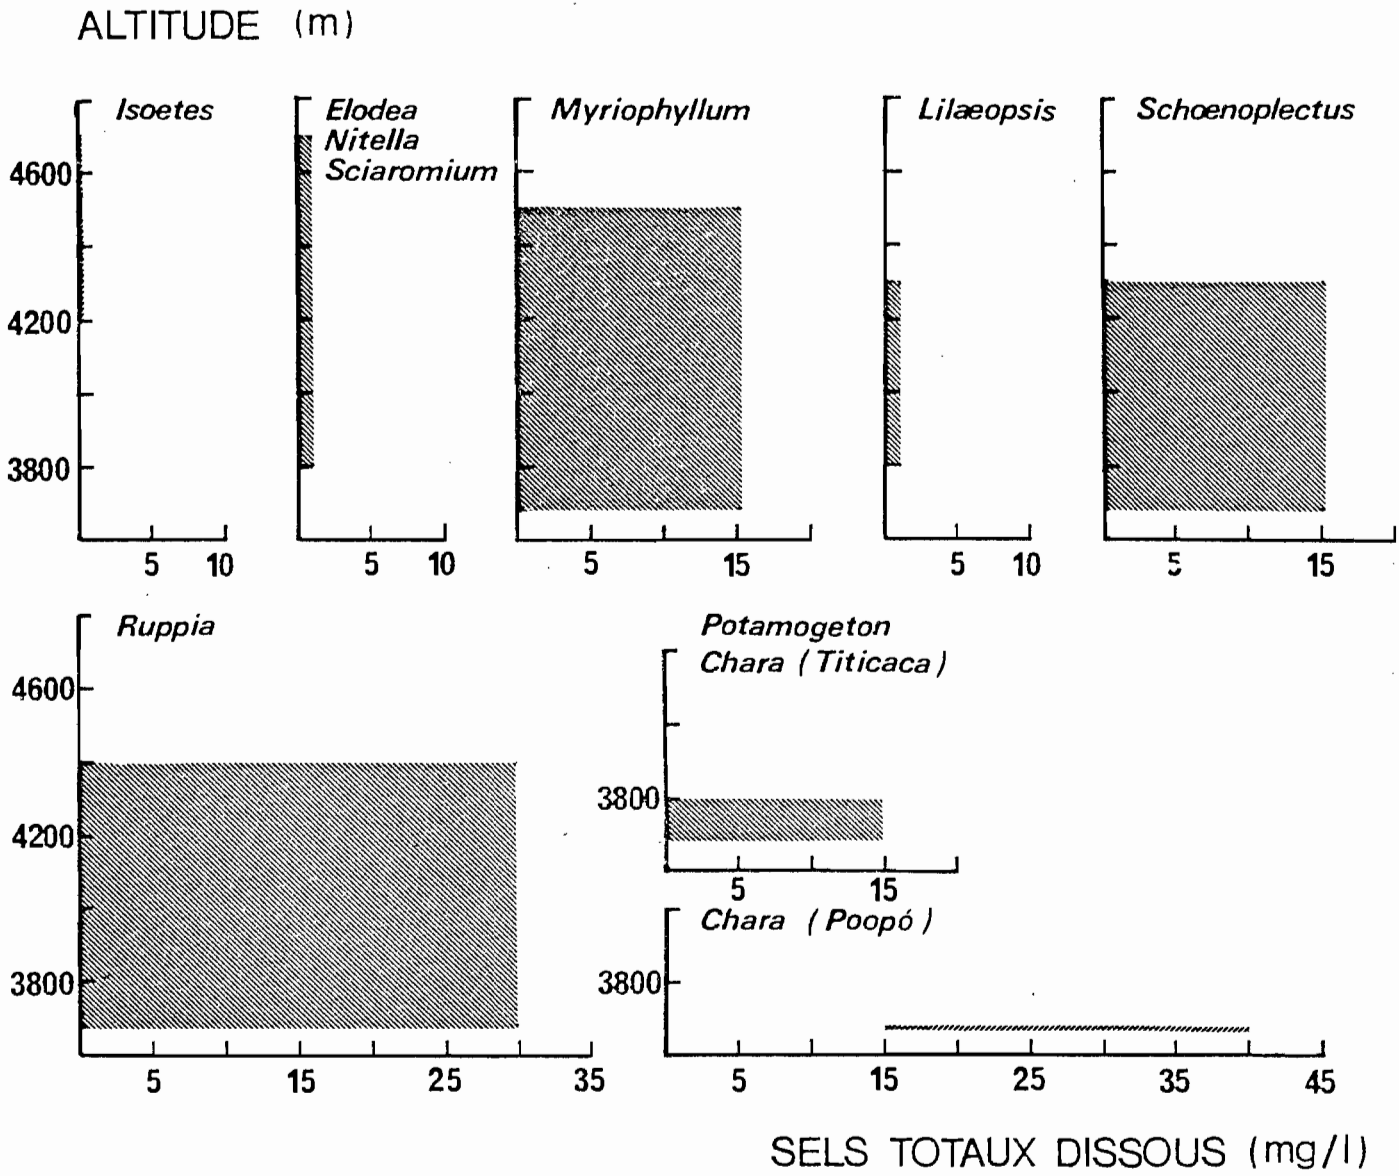 ALTITUDE (m)
Isoetes
Elodea
Nitella
Sciaromium
Myriophyllum
Lilæopsis
Schœnoplectus
4600
4200
3800
5 10
5 10
5 15
5 10
5 15
Ruppia
4600
4200
3800
5 15 25 35
Potamogeton
Chara (Titicaca)
3800
5 15
Chara (Poopó)
3800
5 15 25 35 45
SELS TOTAUX DISSOUS (mg/l)